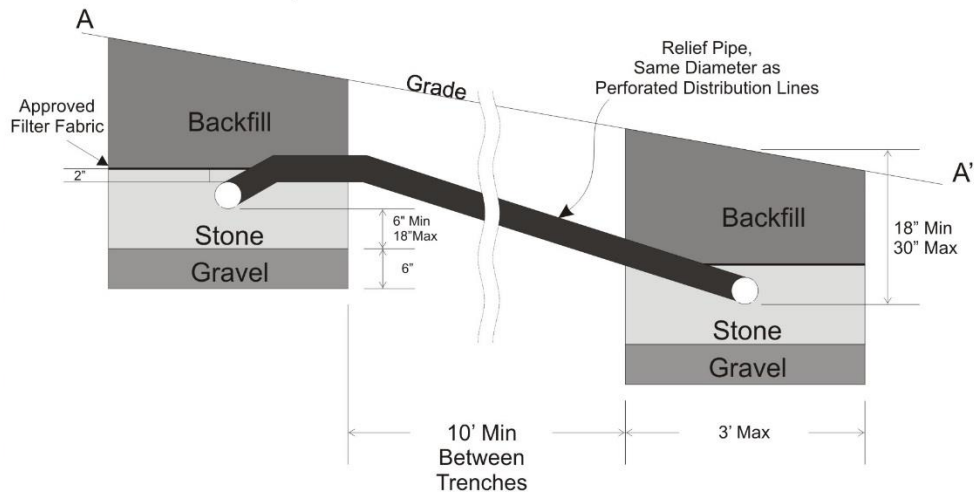 A
Grade
Relief Pipe,
Same Diameter as
Perforated Distribution Lines
Approved
Filter Fabric
Backfill
2"
6" Min
18"Max
Stone
6"
Gravel
A'
Backfill
18" Min
30" Max
Stone
Gravel
10' Min
Between
Trenches
3' Max